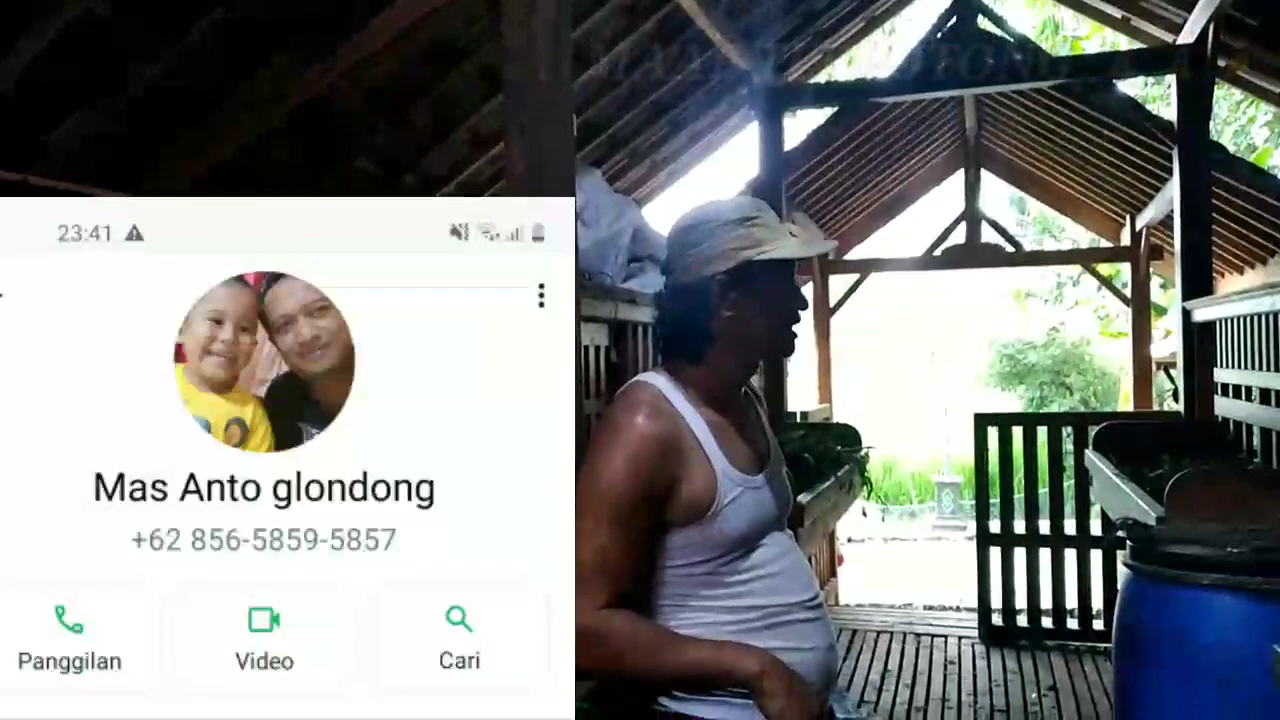 23:41
Mas Anto glondong
+62 856-5859-5857
Panggilan
Video
Cari